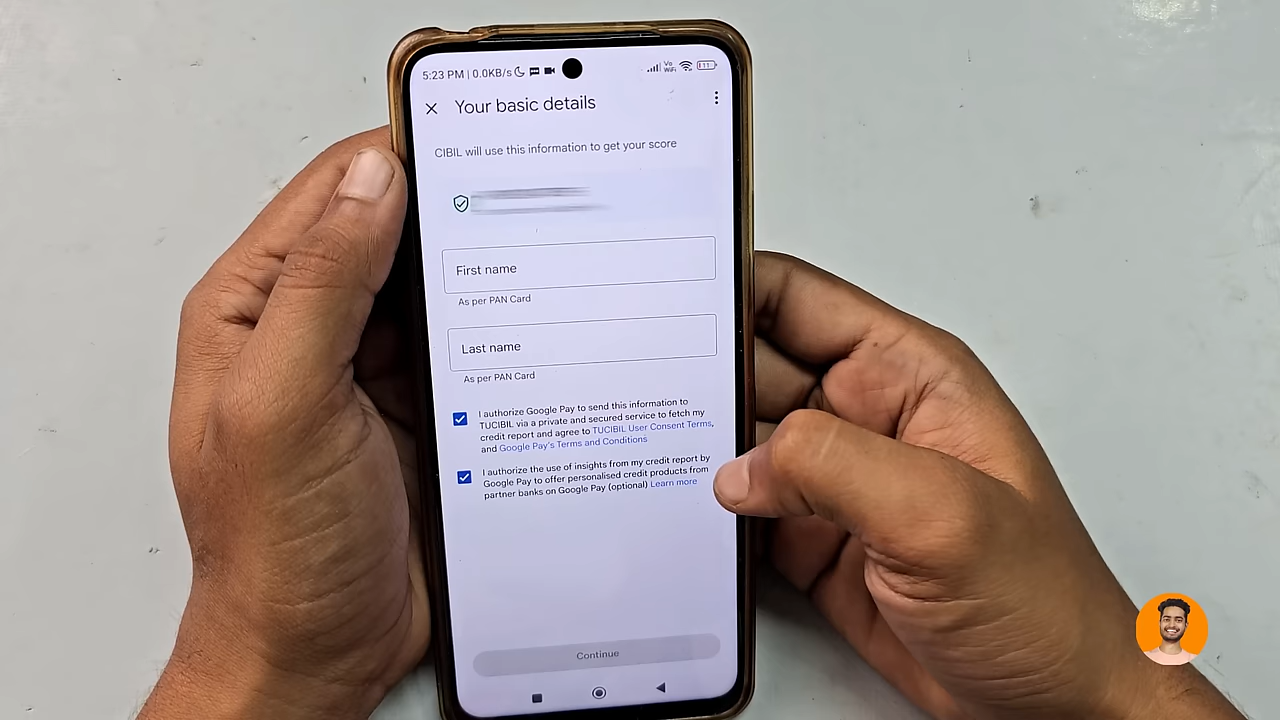 5:23 PM | 0.0KB/s
Vo
WiFi
11
Your basic details
CIBIL will use this information to get your score
First name
As per PAN Card
Last name
As per PAN Card
I authorize Google Pay to send this information to
TUCIBIL via a private and secured service to fetch my
credit report and agree to TUCIBIL User Consent Terms,
and Google Pay's Terms and Conditions
I authorize the use of insights from my credit report by
Google Pay to offer personalised credit products from
partner banks on Google Pay (optional) Learn more
Continue